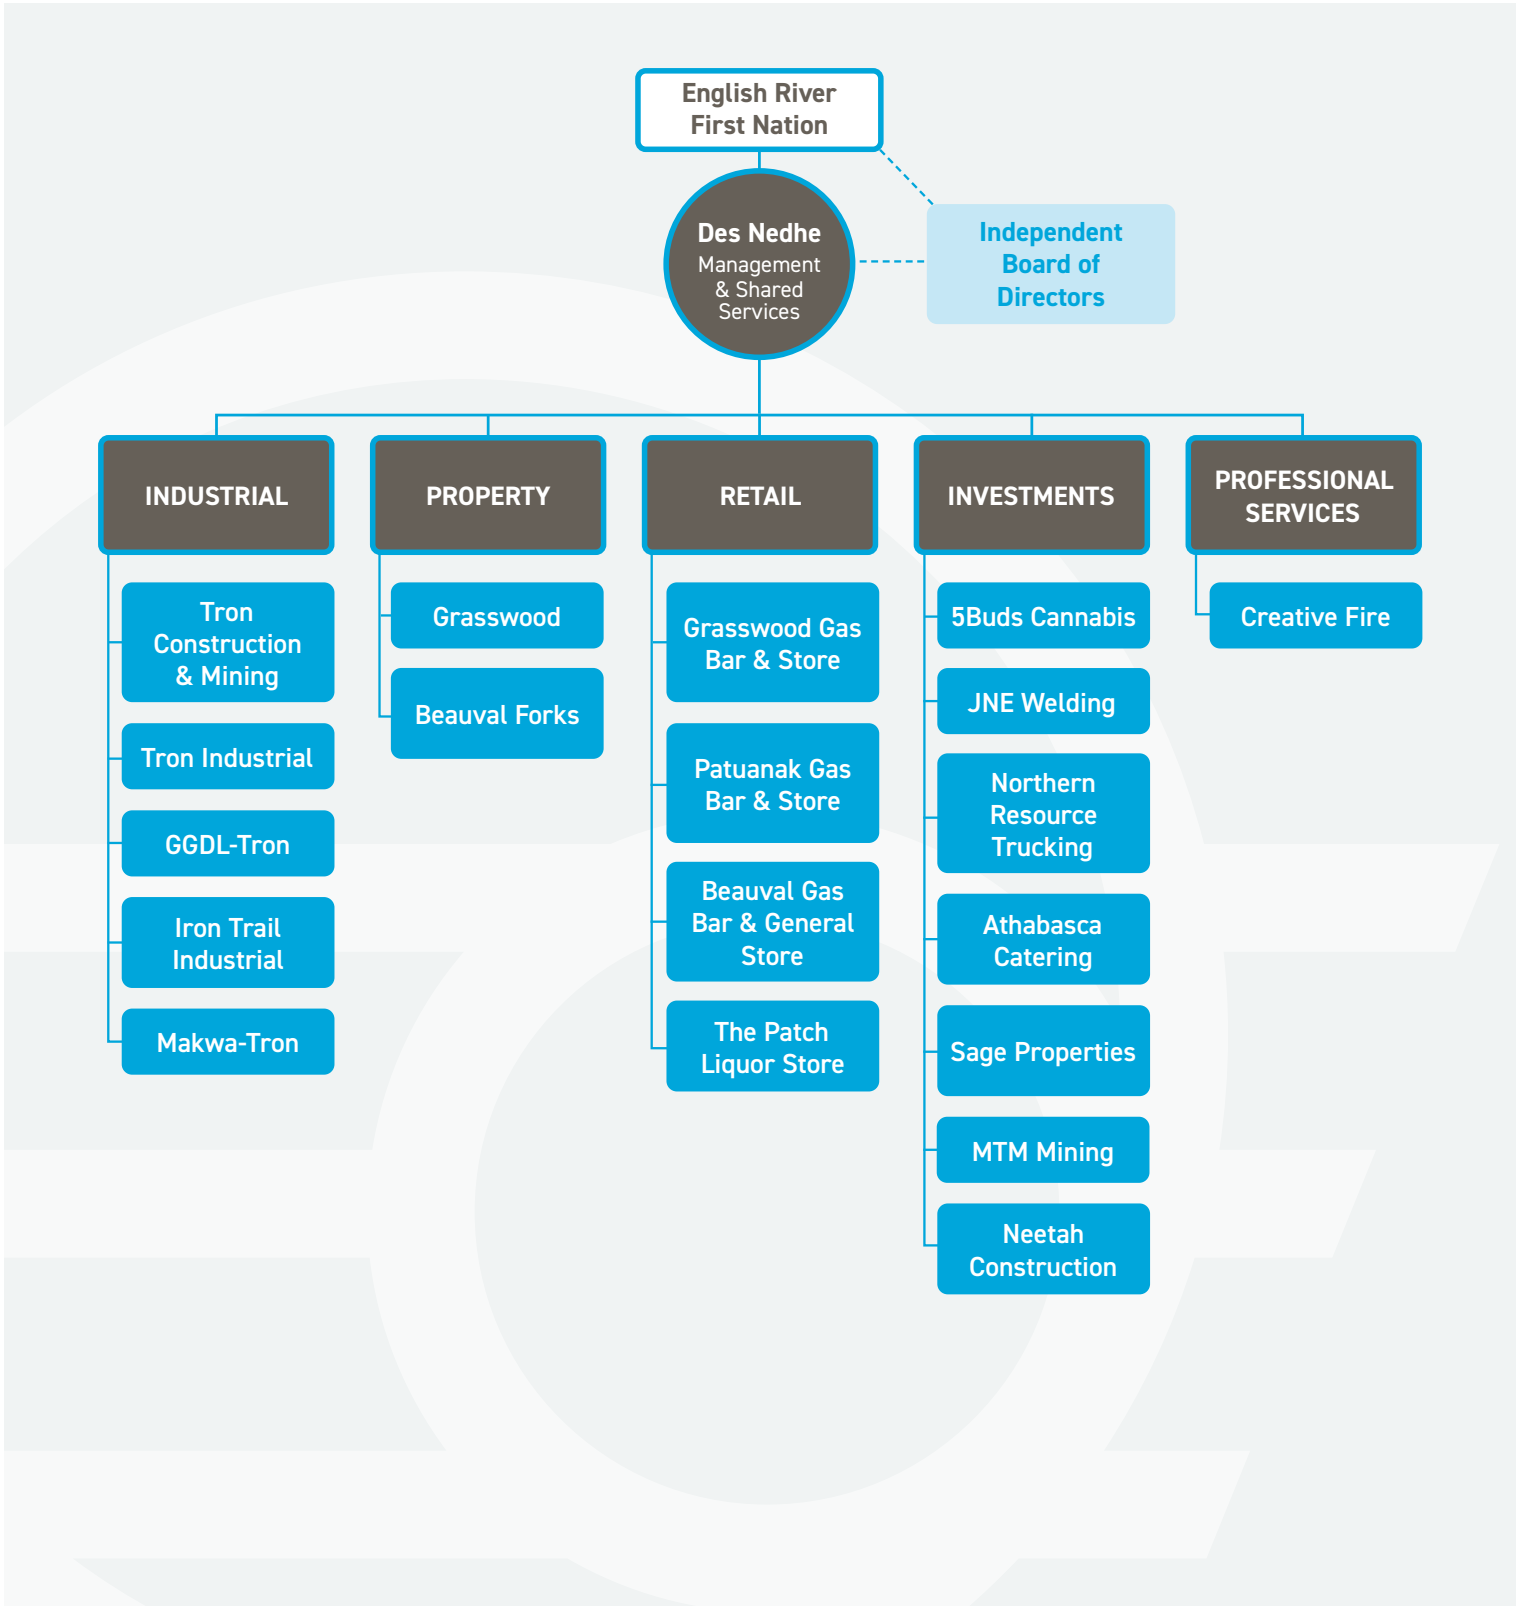 English River
First Nation
Des Nedhe
Management
& Shared
Services
Independent
Board of
Directors
INDUSTRIAL
Tron
Construction
& Mining
Tron Industrial
GGDL-Tron
Iron Trail
Industrial
Makwa-Tron
PROPERTY
Grasswood
Beauval Forks
RETAIL
Grasswood Gas
Bar & Store
Patuanak Gas
Bar & Store
Beauval Gas
Bar & General
Store
The Patch
Liquor Store
INVESTMENTS
5Buds Cannabis
JNE Welding
Northern
Resource
Trucking
Athabasca
Catering
Sage Properties
MTM Mining
Neetah
Construction
PROFESSIONAL
SERVICES
Creative Fire